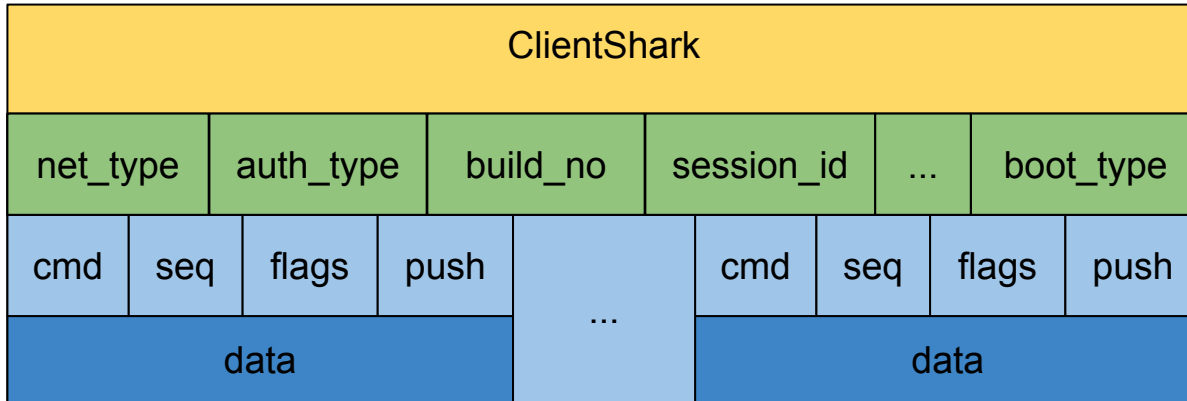 ClientShark
net_type auth_type build_no session_id ... boot_type
cmd seq flags push ... cmd seq flags push
data data